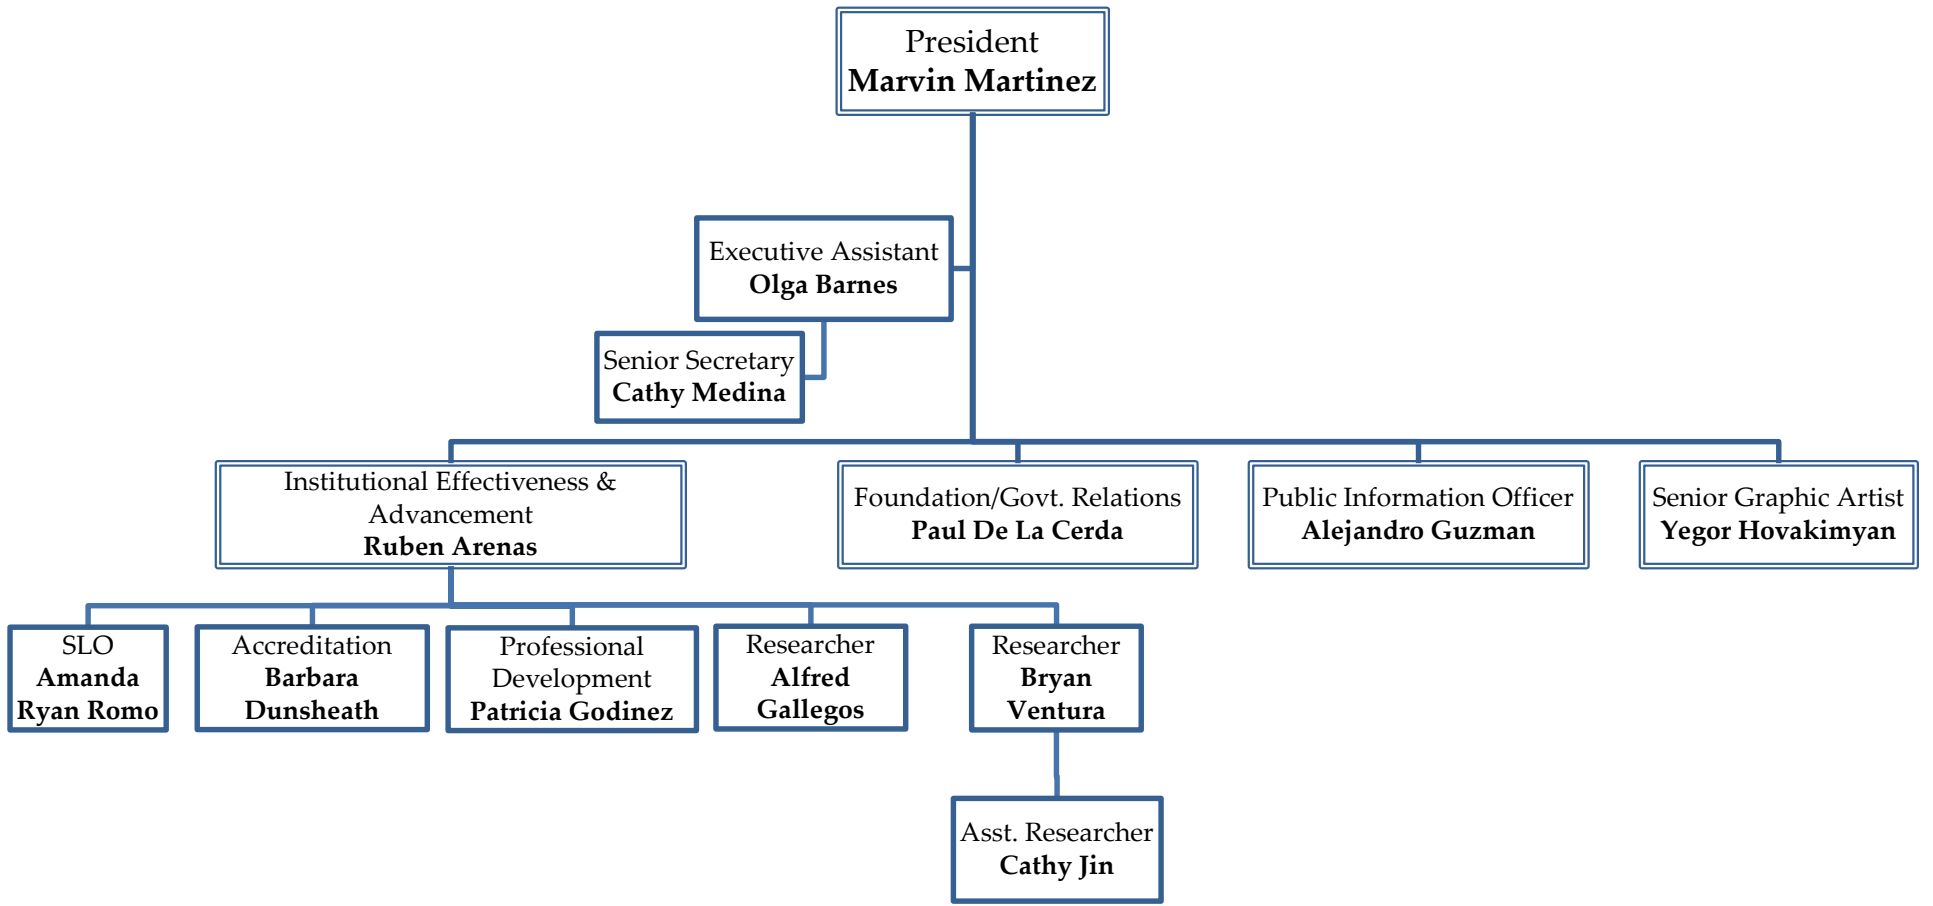 President
Marvin Martinez
Executive Assistant
Olga Barnes
Senior Secretary
Cathy Medina
Institutional Effectiveness &
Advancement
Ruben Arenas
Foundation/Govt. Relations
Paul De La Cerda
Public Information Officer
Alejandro Guzman
Senior Graphic Artist
Yegor Hovakimyan
SLO
Amanda
Ryan Romo
Accreditation
Barbara
Dunsheath
Professional
Development
Patricia Godinez
Researcher
Alfred
Gallegos
Researcher
Bryan
Ventura
Asst. Researcher
Cathy Jin